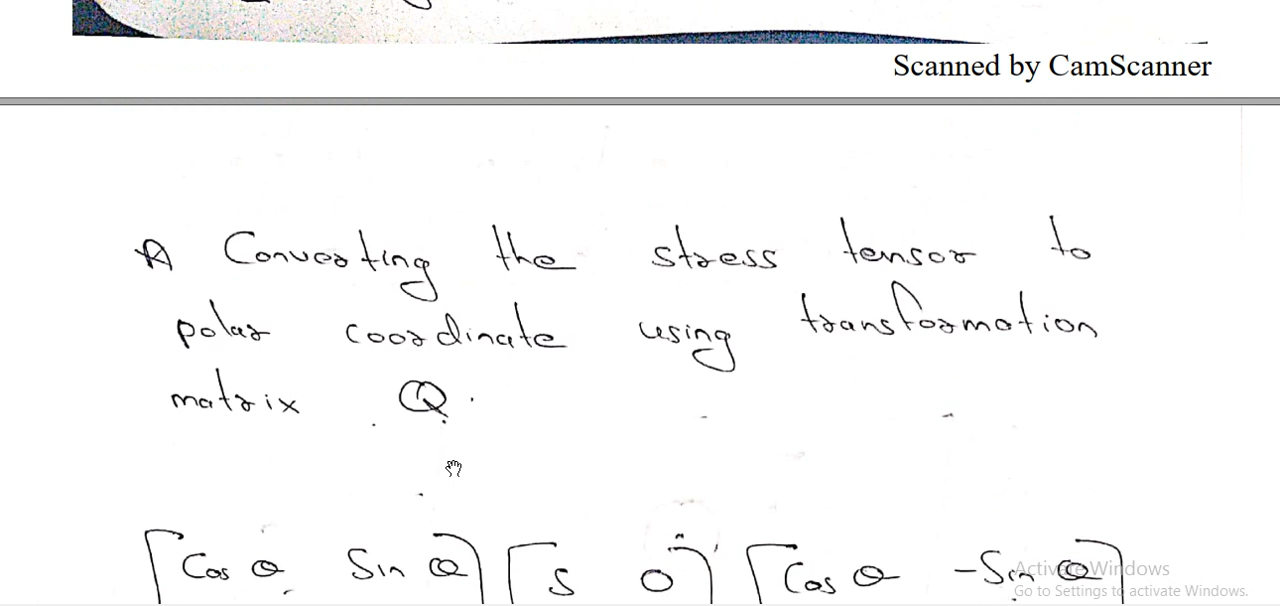 Scanned by CamScanner
Converting the stress tensor to
polar coordinate using transformation
matrix Q.
Cos θ Sin θ S 0 Cos θ -Sin θ
Activate Windows
Go to Settings to activate Windows.